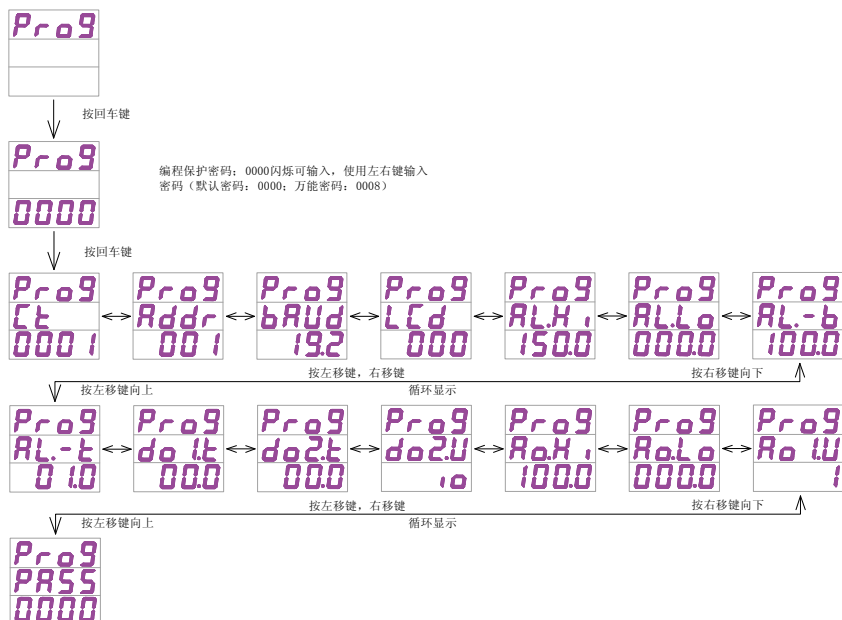 Prog
按回车键
Prog
0000
编程保护密码; 0000闪烁可输入, 使用左右键输入
密码 (默认密码: 0000; 万能密码: 0008)
按回车键
Prog Prog Prog Prog Prog Prog Prog
Ct Addr bAUd LCd AL.Hi AL.Lo AL.-b
0001 001 19.2 000 150.0 000.0 100.0
按左移键, 右移键
按左移键向上 循环显示 按右移键向下
Prog Prog Prog Prog Prog Prog Prog
AL.-t do1.t do2.t do2.U Ao.Hi Ao.Lo Ao1.U
01.0 00.0 00.0 io 100.0 000.0 1
按左移键, 右移键
按左移键向上 循环显示 按右移键向下
Prog
PASS
0000